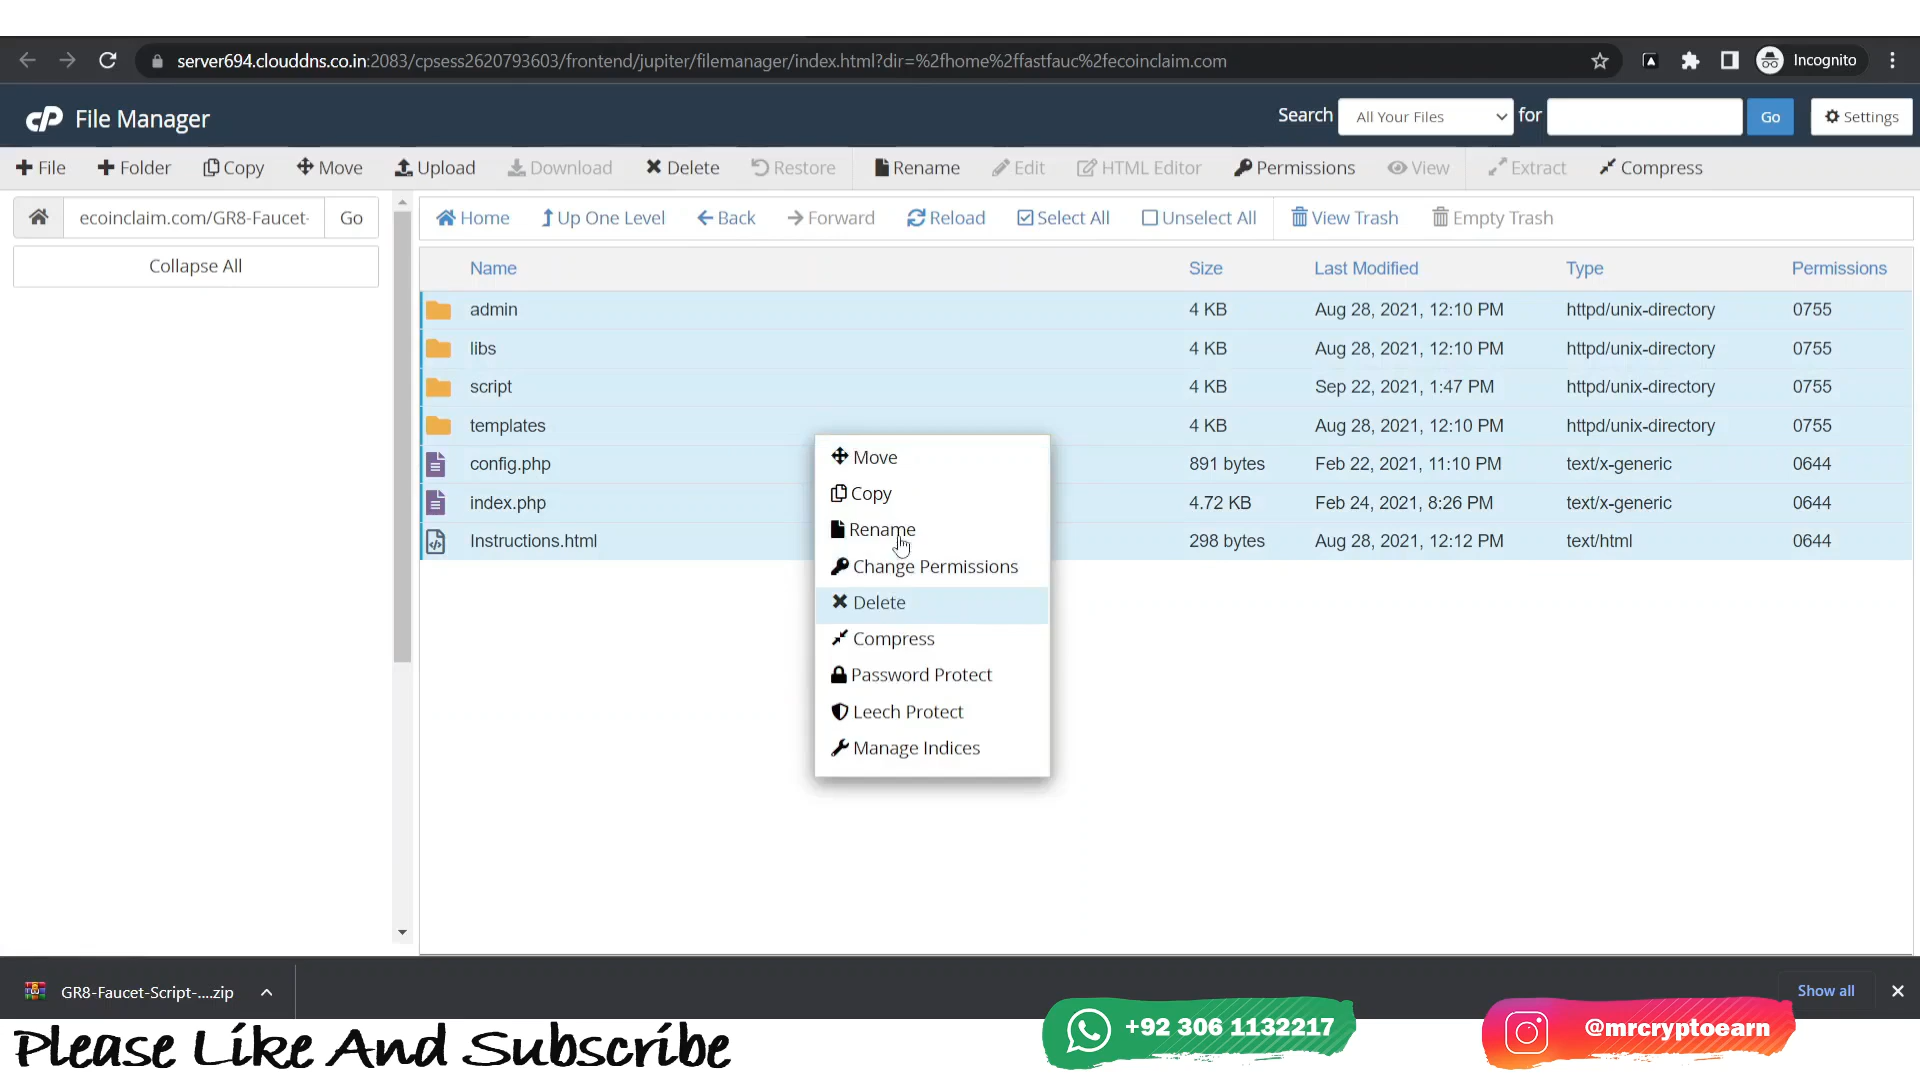 server694.clouddns.co.in:2083/cpsess2620793603/frontend/jupiter/filemanager/index.html?dir=%2fhome%2ffastfauc%2fecoinclaim.com
Incognito
cP File Manager
Search All Your Files for Go Settings
File Folder Copy Move Upload Download Delete Restore Rename Edit HTML Editor Permissions View Extract Compress
ecoinclaim.com/GR8-Faucet- Go
Home Up One Level Back Forward Reload Select All Unselect All View Trash Empty Trash
Collapse All
Name Size Last Modified Type Permissions
admin 4 KB Aug 28, 2021, 12:10 PM httpd/unix-directory 0755
libs 4 KB Aug 28, 2021, 12:10 PM httpd/unix-directory 0755
script 4 KB Sep 22, 2021, 1:47 PM httpd/unix-directory 0755
templates 4 KB Aug 28, 2021, 12:10 PM httpd/unix-directory 0755
config.php 891 bytes Feb 22, 2021, 11:10 PM text/x-generic 0644
index.php 4.72 KB Feb 24, 2021, 8:26 PM text/x-generic 0644
Instructions.html 298 bytes Aug 28, 2021, 12:12 PM text/html 0644
Move
Copy
Rename
Change Permissions
Delete
Compress
Password Protect
Leech Protect
Manage Indices
GR8-Faucet-Script-....zip
Show all
Please Like And Subscribe
+92 306 1132217
@mrcryptoearn